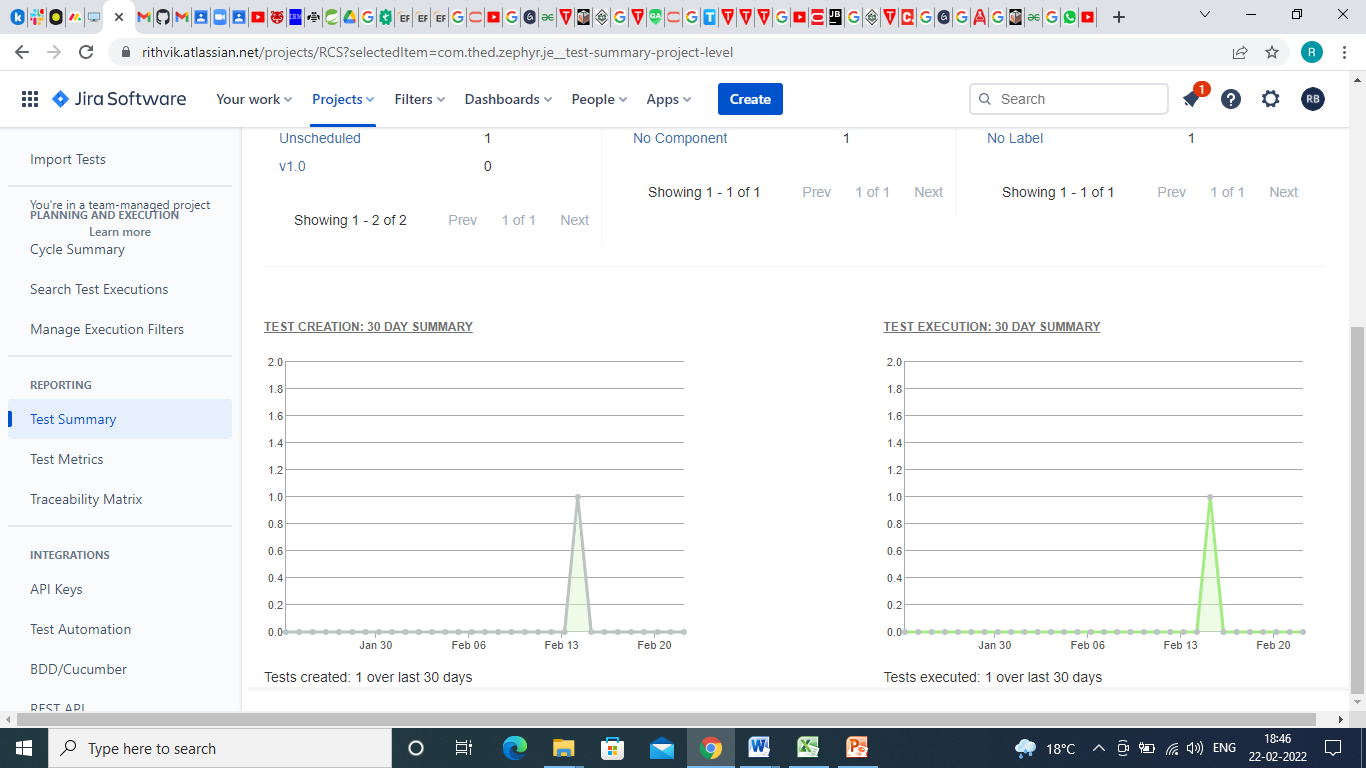 rithvik.atlassian.net/projects/RCS?selectedItem=com.thed.zephyr.je__test-summary-project-level
R
Jira Software
Your work
Projects
Filters
Dashboards
People
Apps
Create
Search
1
RB
Import Tests
You're in a team-managed project
PLANNING AND EXECUTION
Learn more
Cycle Summary
Search Test Executions
Manage Execution Filters
REPORTING
Test Summary
Test Metrics
Traceability Matrix
INTEGRATIONS
API Keys
Test Automation
BDD/Cucumber
REST API
Unscheduled 1
v1.0 0
Showing 1 - 2 of 2 Prev 1 of 1 Next
No Component 1
Showing 1 - 1 of 1 Prev 1 of 1 Next
No Label 1
Showing 1 - 1 of 1 Prev 1 of 1 Next
TEST CREATION: 30 DAY SUMMARY
2.0
1.8
1.6
1.4
1.2
1.0
0.8
0.6
0.4
0.2
0.0
Jan 30 Feb 06 Feb 13 Feb 20
Tests created: 1 over last 30 days
TEST EXECUTION: 30 DAY SUMMARY
2.0
1.8
1.6
1.4
1.2
1.0
0.8
0.6
0.4
0.2
0.0
Jan 30 Feb 06 Feb 13 Feb 20
Tests executed: 1 over last 30 days
Type here to search
18°C
ENG
18:46
22-02-2022